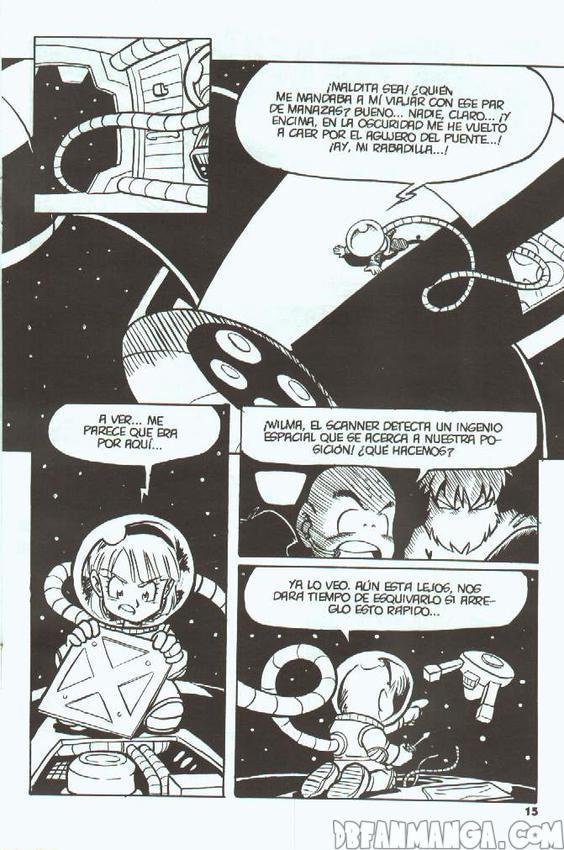 ¡MALDITA SEA! ¿QUIÉN
ME MANDABA A MÍ VIAJAR CON ESE PAR
DE MANAZAS? BUENO... NADIE, CLARO... ¡Y
ENCIMA, EN LA OSCURIDAD ME HE VUELTO
A CAER POR EL AGUJERO DEL PUENTE...!
¡AY, MI RABADILLA...!
A VER... ME
PARECE QUE ERA
POR AQUÍ...
¡WILMA, EL SCANNER DETECTA UN INGENIO
ESPACIAL QUE SE ACERCA A NUESTRA PO-
SICIÓN! ¿QUÉ HACEMOS?
YA LO VEO. AÚN ESTA LEJOS, NOS
DARÁ TIEMPO DE ESQUIVARLO SI ARRE-
GLO ESTO RAPIDO...
15
DBFANMANGA.COM